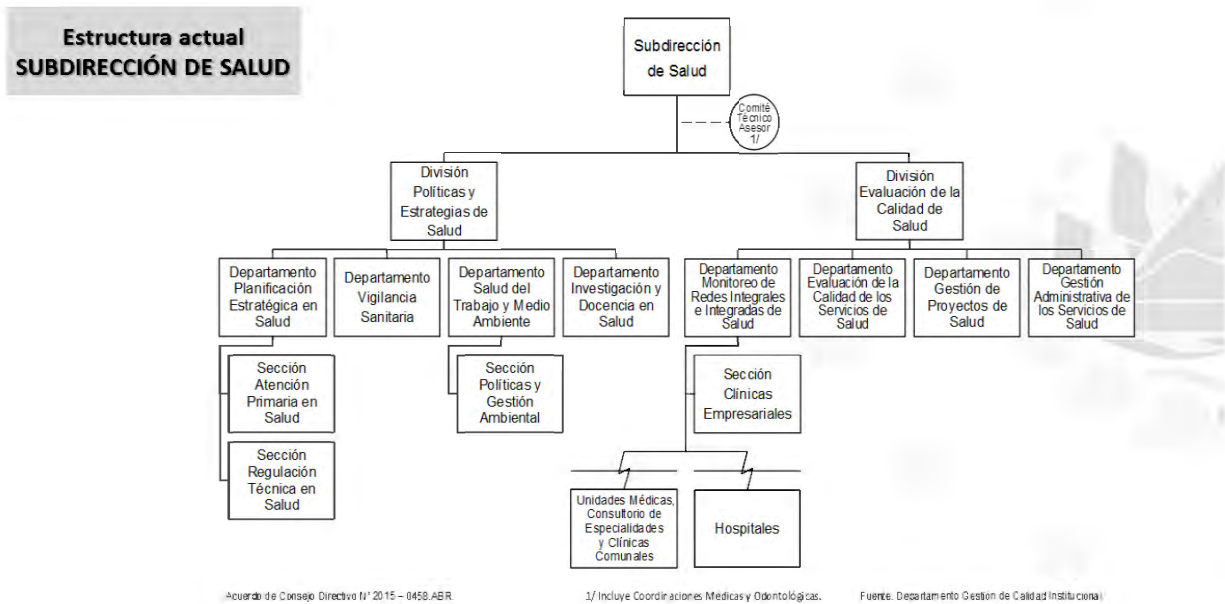 Estructura actual
SUBDIRECCIÓN DE SALUD
Subdirección
de Salud
Comité
Técnico
Asesor
1/
División
Políticas y
Estrategias de
Salud
División
Evaluación de la
Calidad de
Salud
Departamento
Planificación
Estratégica en
Salud
Departamento
Vigilancia
Sanitaria
Departamento
Salud del
Trabajo y Medio
Ambiente
Departamento
Investigación y
Docencia en
Salud
Departamento
Monitoreo de
Redes Integrales
e Integradas de
Salud
Departamento
Evaluación de la
Calidad de los
Servicios de
Salud
Departamento
Gestión de
Proyectos de
Salud
Departamento
Gestión
Administrativa de
los Servicios de
Salud
Sección
Atención
Primaria en
Salud
Sección
Políticas y
Gestión
Ambiental
Sección
Clínicas
Empresariales
Sección
Regulación
Técnica en
Salud
Unidades Médicas,
Consultorio de
Especialidades
y Clínicas
Comunales
Hospitales
Acuerdo de Consejo Directivo N° 2015 – 0458.ABR.
1/ Incluye Coordinaciones Médicas y Odontológicas.
Fuente. Departamento Gestión de Calidad Institucional